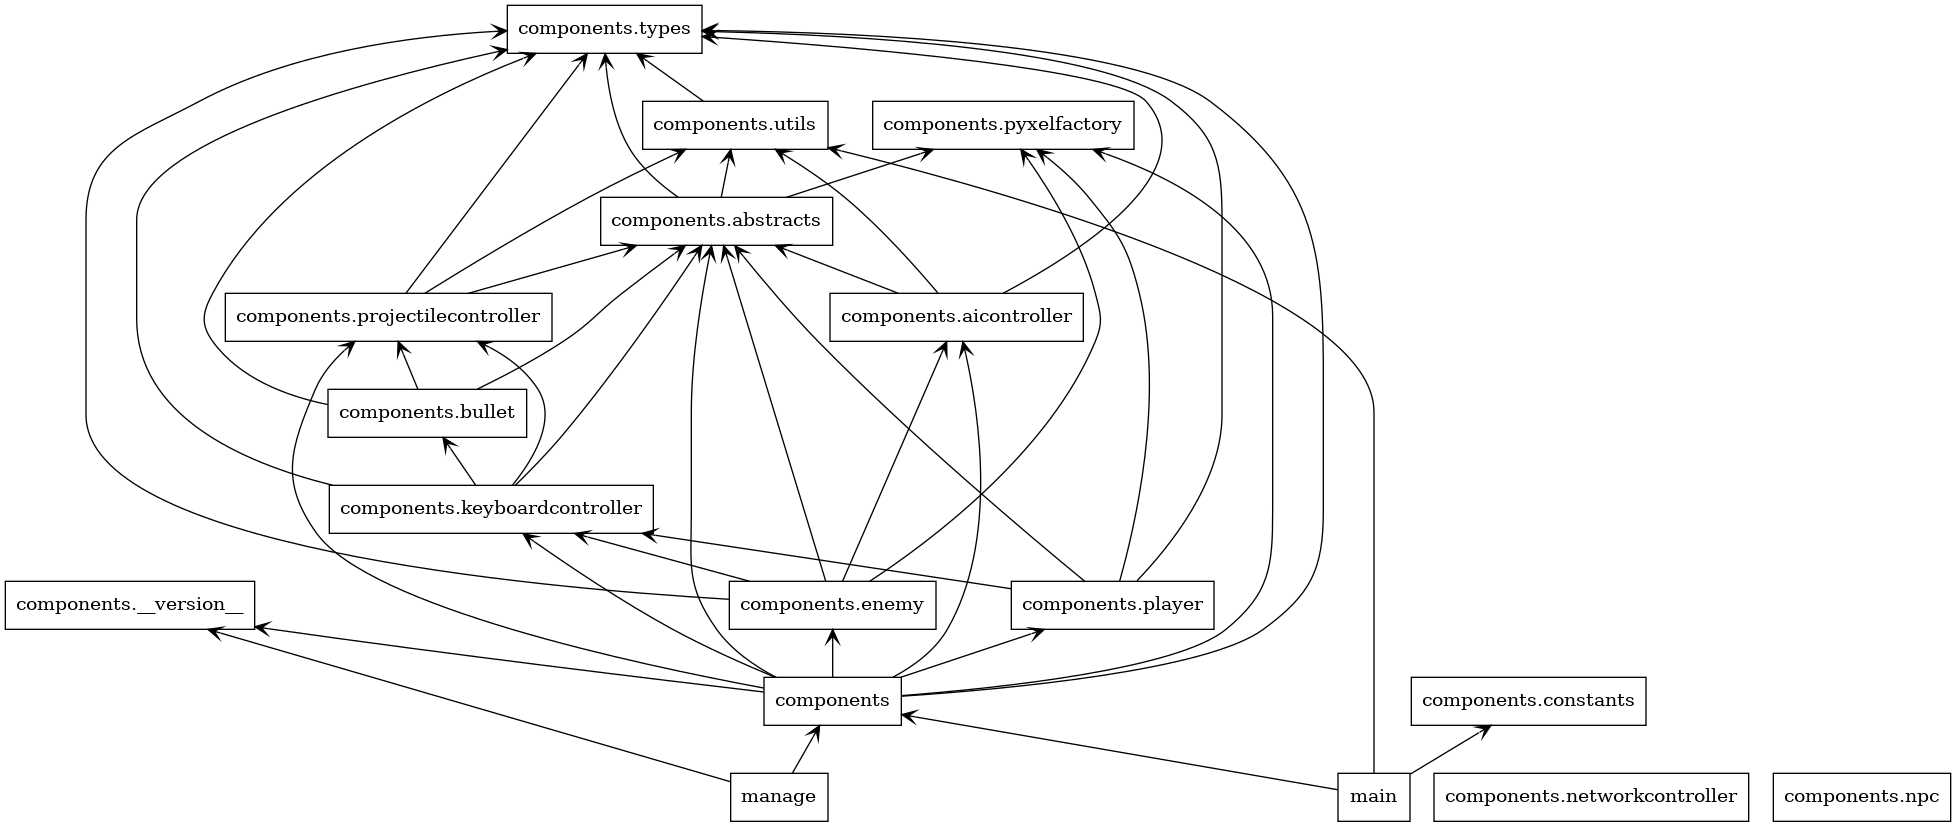 components.types
components.utils
components.pyxelfactory
components.abstracts
components.projectilecontroller
components.aicontroller
components.bullet
components.keyboardcontroller
components.__version__
components.enemy
components.player
components
components.constants
manage
main
components.networkcontroller
components.npc